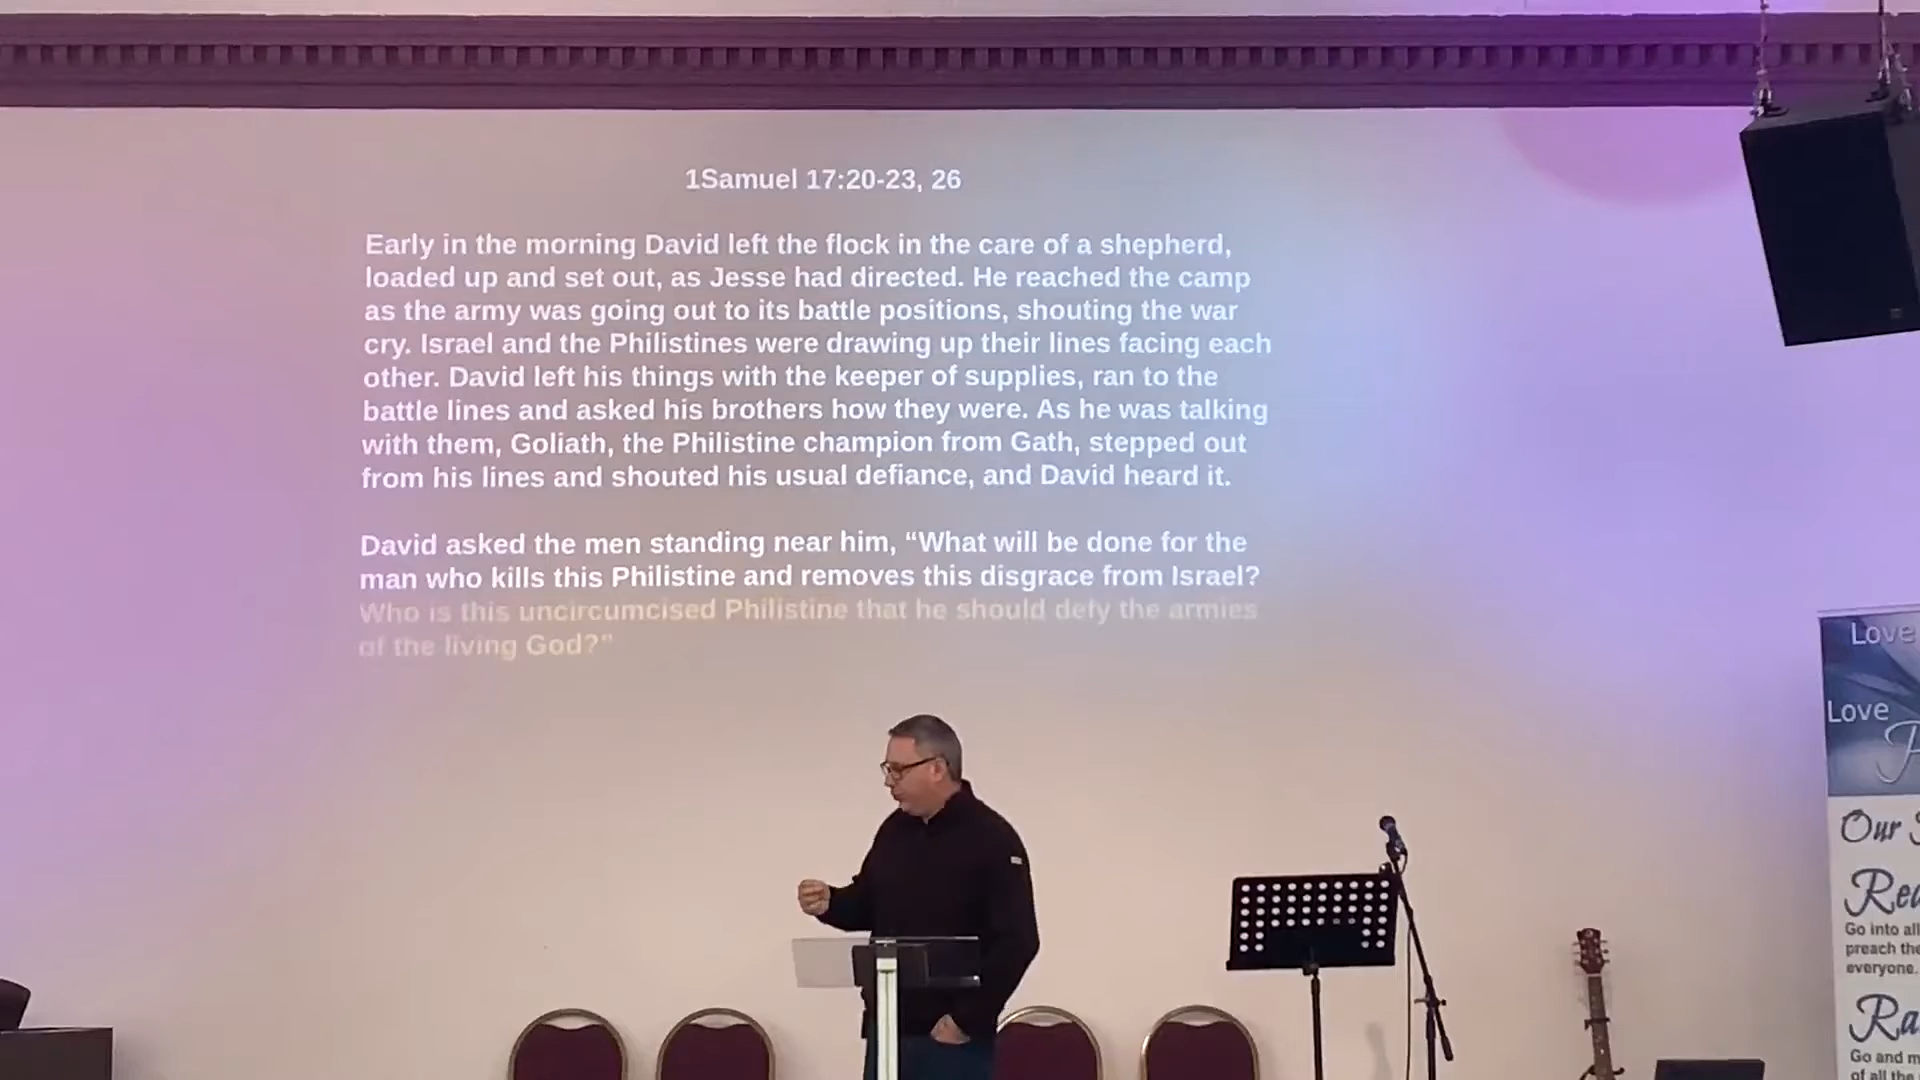 1Samuel 17:20-23, 26
Early in the morning David left the flock in the care of a shepherd,
loaded up and set out, as Jesse had directed. He reached the camp
as the army was going out to its battle positions, shouting the war
cry. Israel and the Philistines were drawing up their lines facing each
other. David left his things with the keeper of supplies, ran to the
battle lines and asked his brothers how they were. As he was talking
with them, Goliath, the Philistine champion from Gath, stepped out
from his lines and shouted his usual defiance, and David heard it.
David asked the men standing near him, “What will be done for the
man who kills this Philistine and removes this disgrace from Israel?
Who is this uncircumcised Philistine that he should defy the armies
of the living God?”
Love
Love
Our
Go into all
preach the
everyone.
Go and
of all the